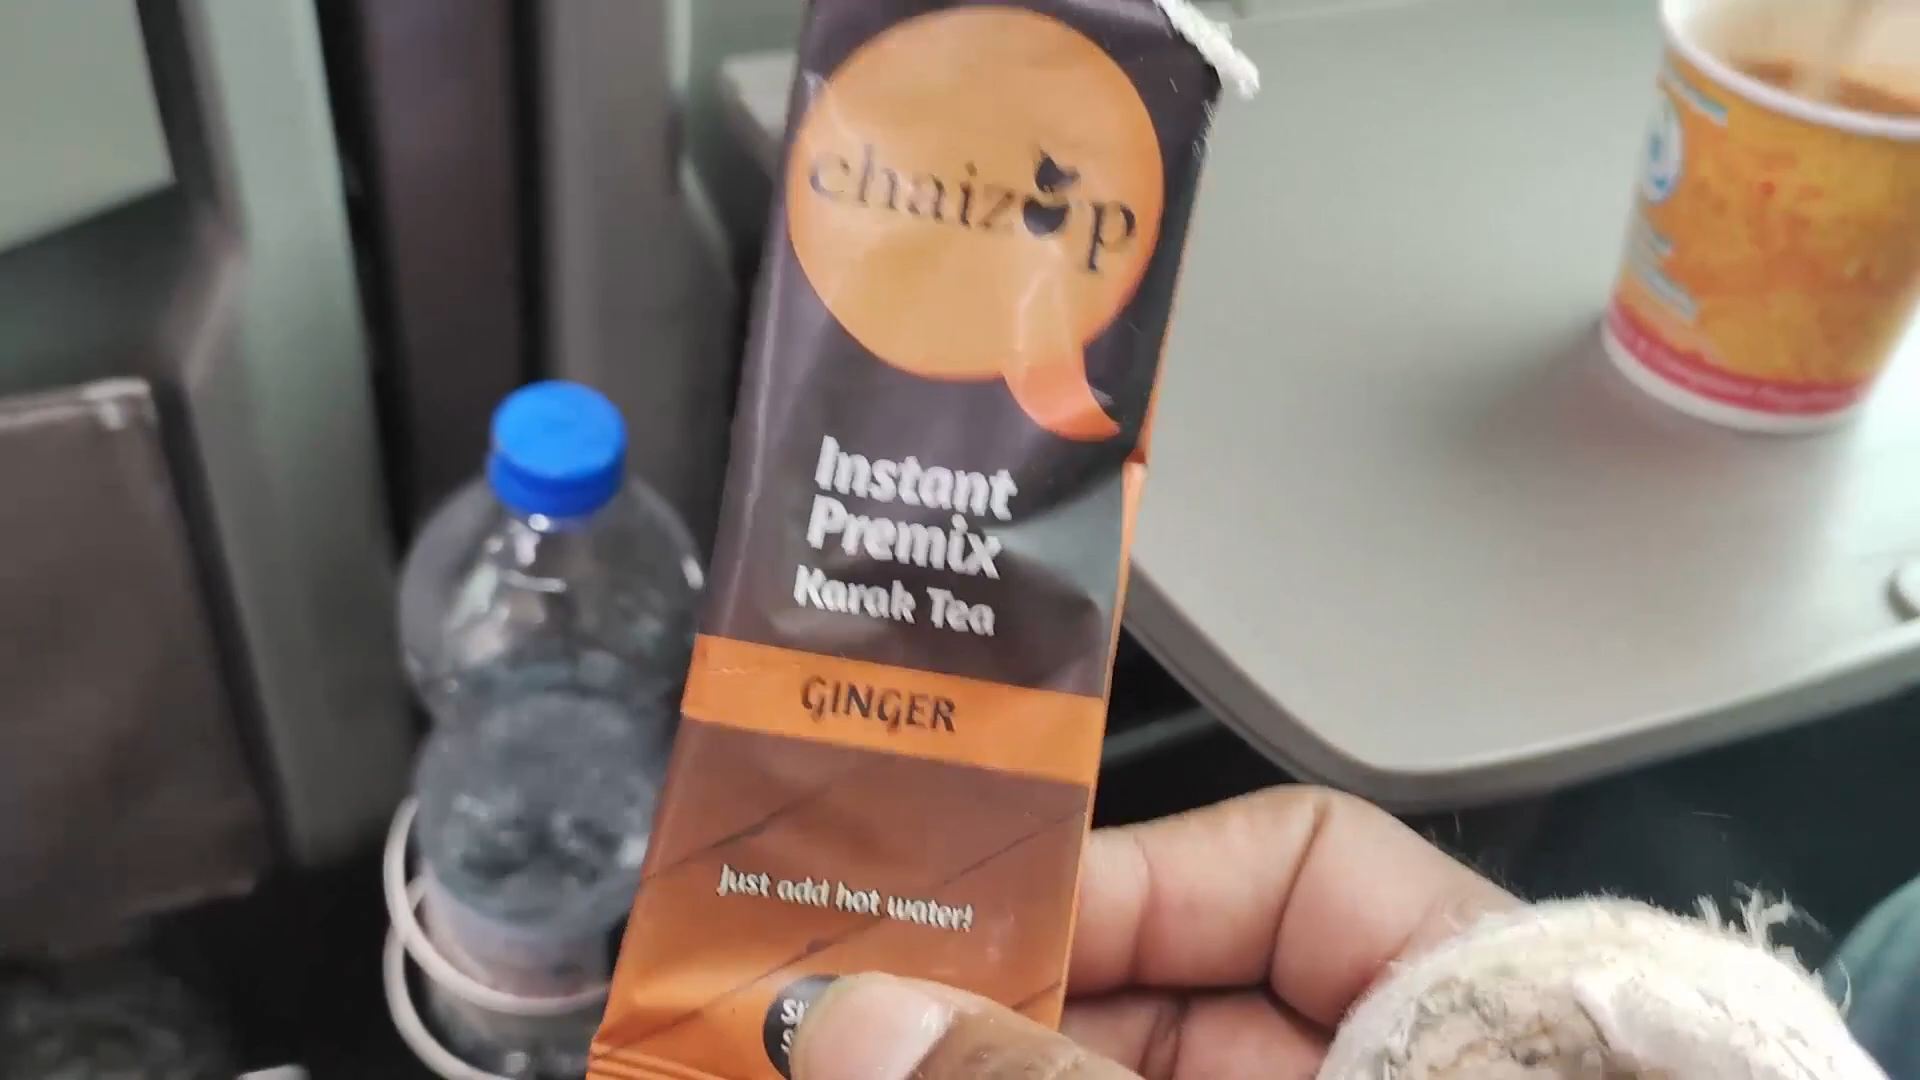 chaizup
Instant
Premix
Karak Tea
GINGER
Just add hot water!